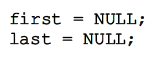 first = NULL;
last = NULL;